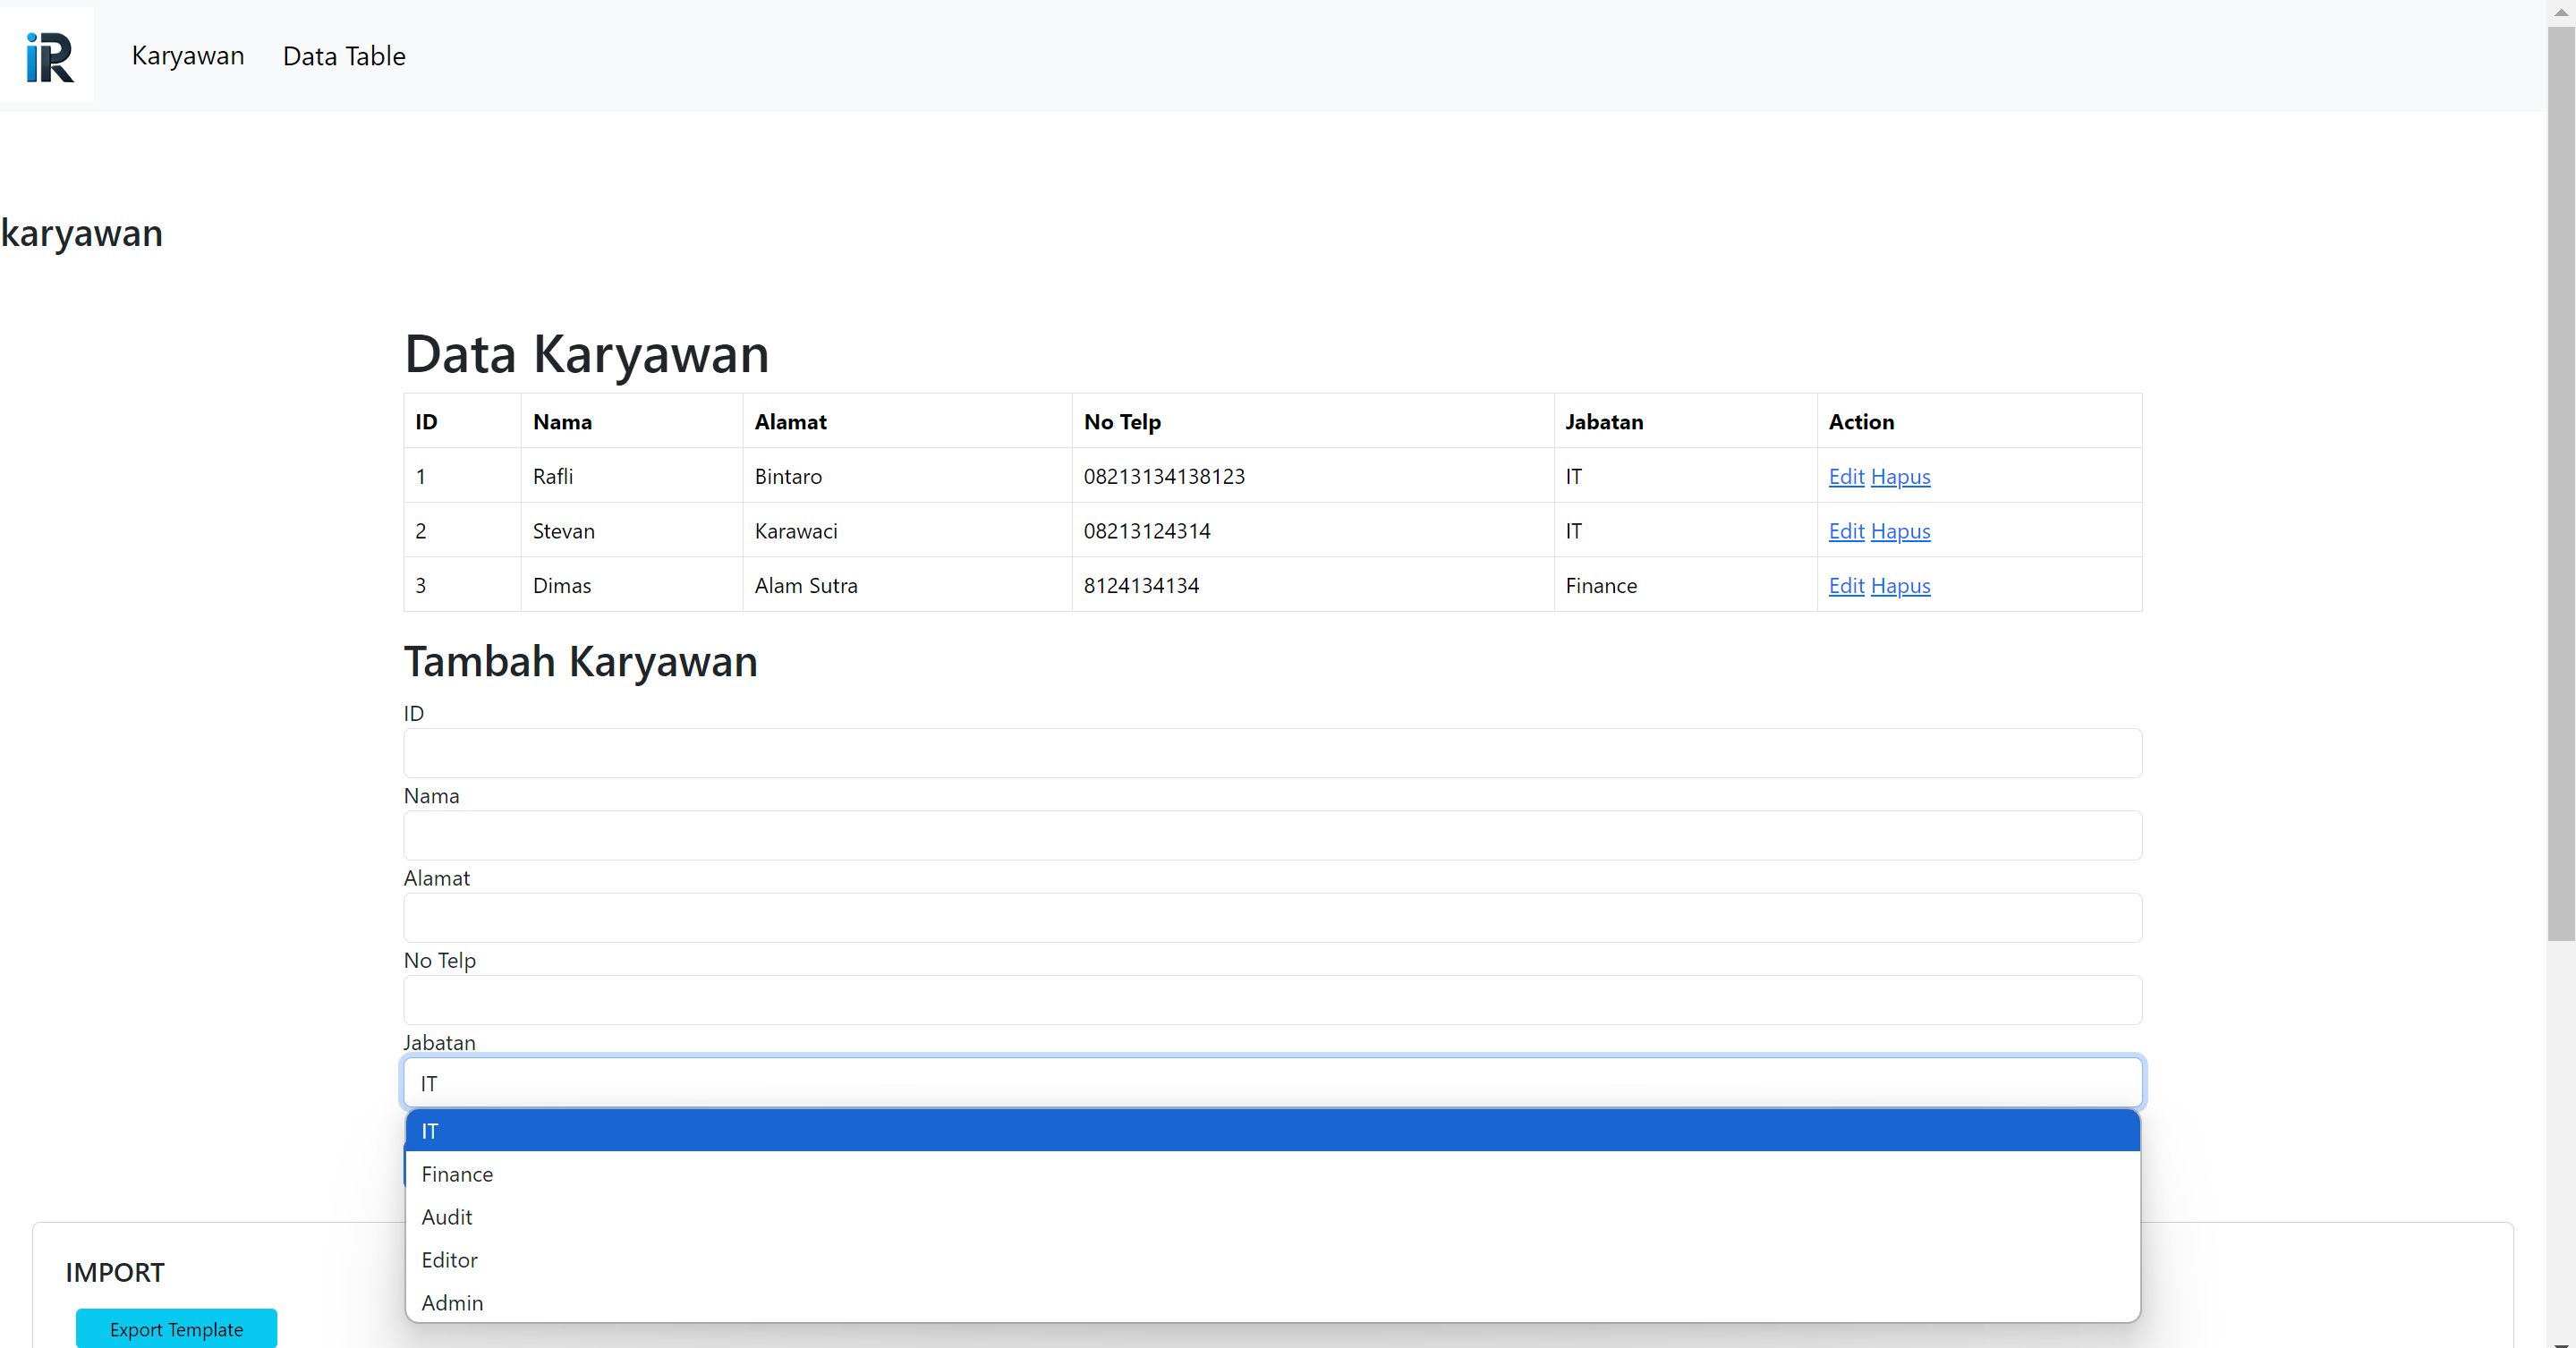 iR Karyawan Data Table
karyawan
Data Karyawan
ID Nama Alamat No Telp Jabatan Action
1 Rafli Bintaro 08213134138123 IT Edit Hapus
2 Stevan Karawaci 08213124314 IT Edit Hapus
3 Dimas Alam Sutra 8124134134 Finance Edit Hapus
Tambah Karyawan
ID
Nama
Alamat
No Telp
Jabatan
IT
IT
Finance
Audit
Editor
Admin
IMPORT
Export Template